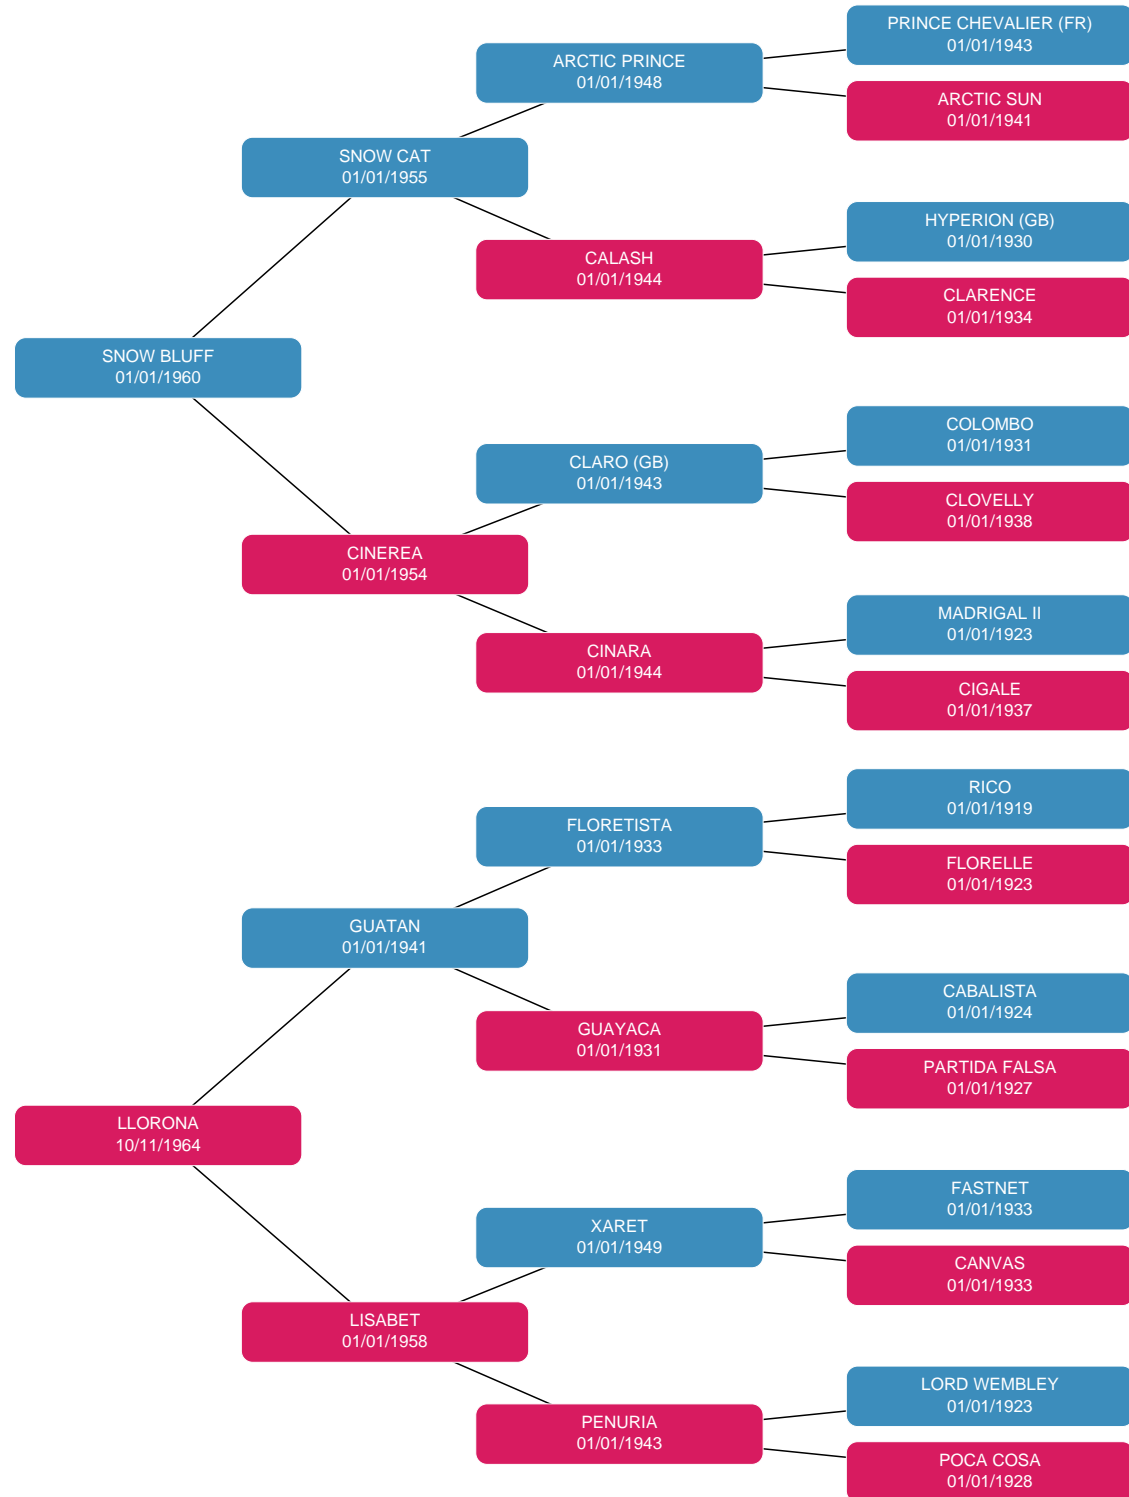 PRINCE CHEVALIER (FR)
01/01/1943
ARCTIC PRINCE
01/01/1948
ARCTIC SUN
01/01/1941
SNOW CAT
01/01/1955
HYPERION (GB)
01/01/1930
CALASH
01/01/1944
CLARENCE
01/01/1934
SNOW BLUFF
01/01/1960
COLOMBO
01/01/1931
CLARO (GB)
01/01/1943
CLOVELLY
01/01/1938
CINEREA
01/01/1954
MADRIGAL II
01/01/1923
CINARA
01/01/1944
CIGALE
01/01/1937
RICO
01/01/1919
FLORETISTA
01/01/1933
FLORELLE
01/01/1923
GUATAN
01/01/1941
CABALISTA
01/01/1924
GUAYACA
01/01/1931
PARTIDA FALSA
01/01/1927
LLORONA
10/11/1964
FASTNET
01/01/1933
XARET
01/01/1949
CANVAS
01/01/1933
LISABET
01/01/1958
LORD WEMBLEY
01/01/1923
PENURIA
01/01/1943
POCA COSA
01/01/1928